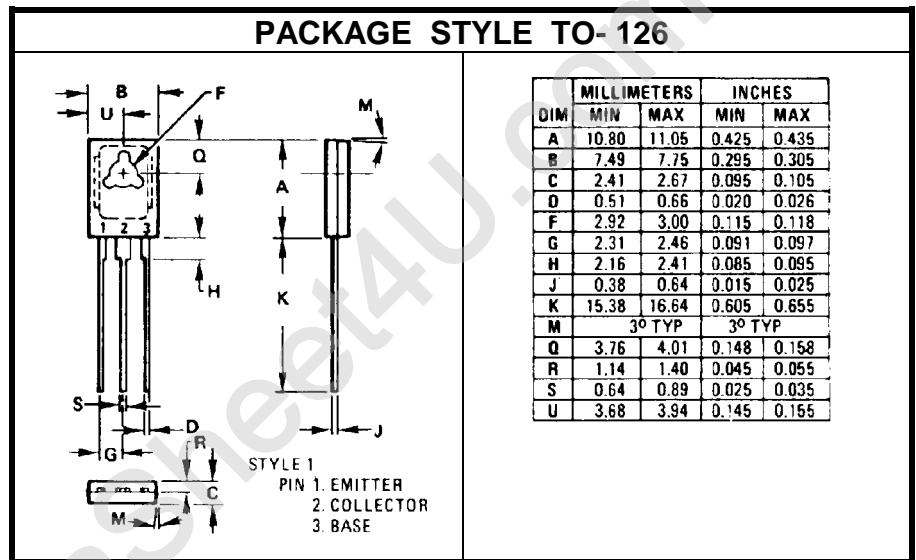 PACKAGE STYLE TO- 126
B
F
U
M
Q
A
1 2 3
H
K
S
D
J
R
G
C
M
STYLE 1
PIN 1. EMITTER
2. COLLECTOR
3. BASE
MILLIMETERS INCHES
DIM MIN MAX MIN MAX
A 10.80 11.05 0.425 0.435
B 7.49 7.75 0.295 0.305
C 2.41 2.67 0.095 0.105
D 0.51 0.66 0.020 0.026
F 2.92 3.00 0.115 0.118
G 2.31 2.46 0.091 0.097
H 2.16 2.41 0.085 0.095
J 0.38 0.64 0.015 0.025
K 15.38 16.64 0.605 0.655
M 3º TYP 3º TYP
Q 3.76 4.01 0.148 0.158
R 1.14 1.40 0.045 0.055
S 0.64 0.89 0.025 0.035
U 3.68 3.94 0.145 0.155
Sheet4U.com